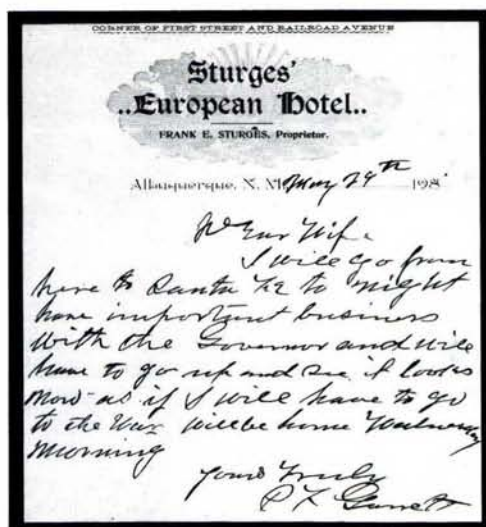 CORNER OF FIRST STREET AND RAILROAD AVENUE
Sturges'
..European Hotel..
FRANK E. STURGES, Proprietor.
Albuquerque, N. M. May 29th 1898
Dear Wife
I will go from
here to Santa Fe to night
have important business
with the Governor and will
have to go up and see it looks
now as if I will have to go
to the War will be home Wednesday
morning
Yours Truly
P F Garrett